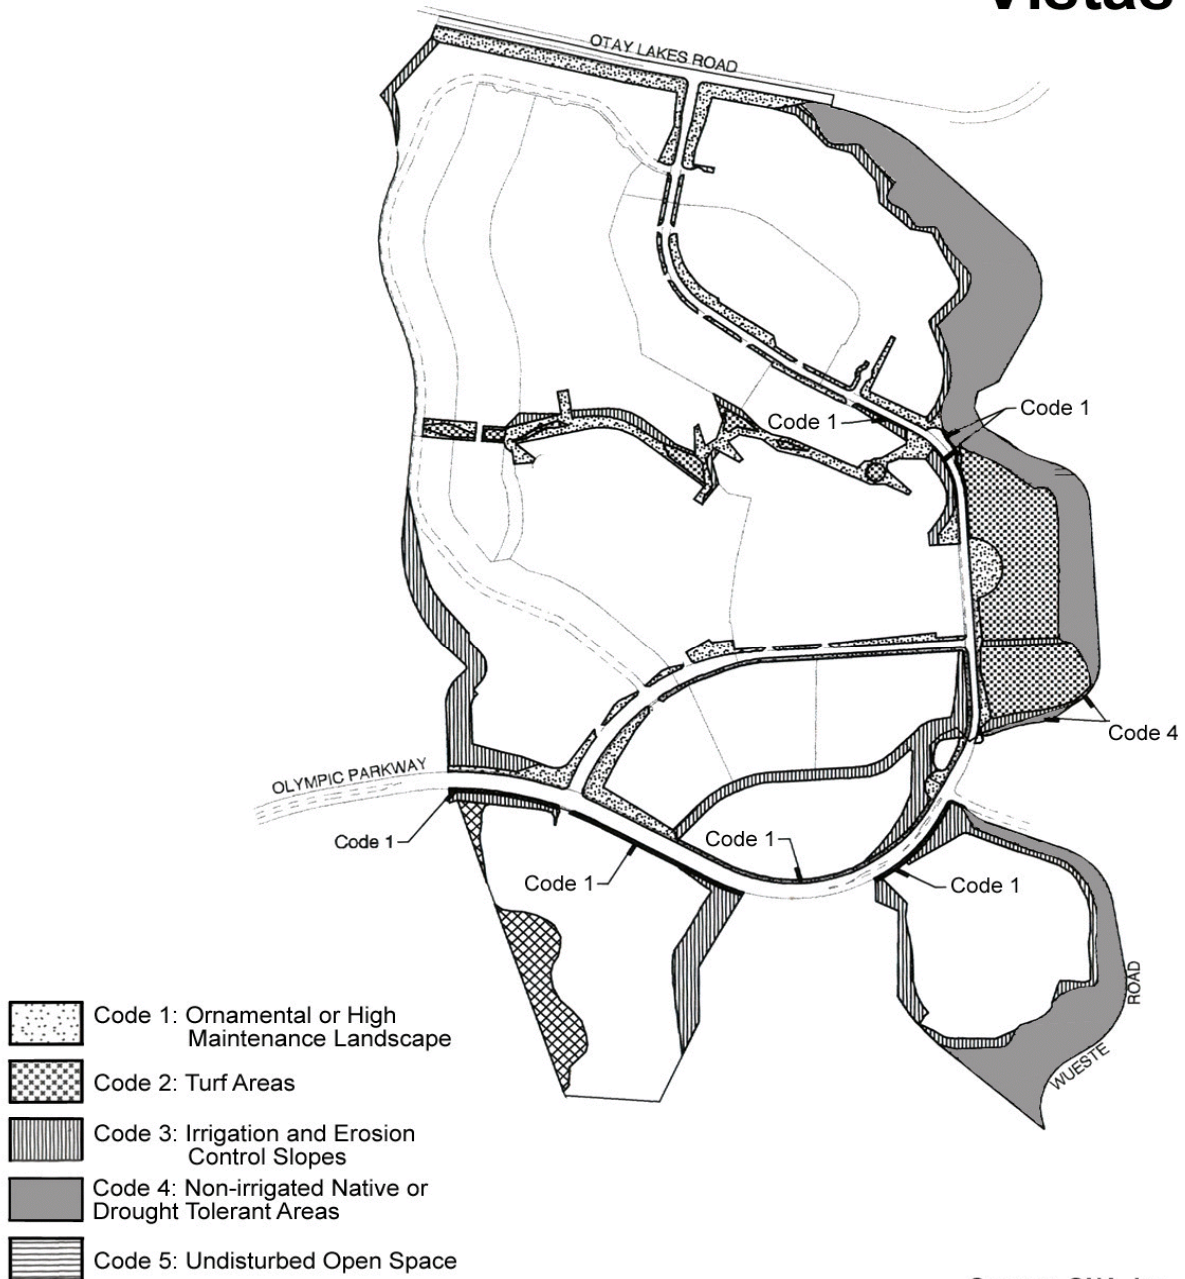 Vistas
OTAY LAKES ROAD
Code 1
Code 1
Code 4
OLYMPIC PARKWAY
Code 1
Code 1
Code 1
Code 1
ROAD
WUESTE
Code 1: Ornamental or High
Maintenance Landscape
Code 2: Turf Areas
Code 3: Irrigation and Erosion
Control Slopes
Code 4: Non-irrigated Native or
Drought Tolerant Areas
Code 5: Undisturbed Open Space